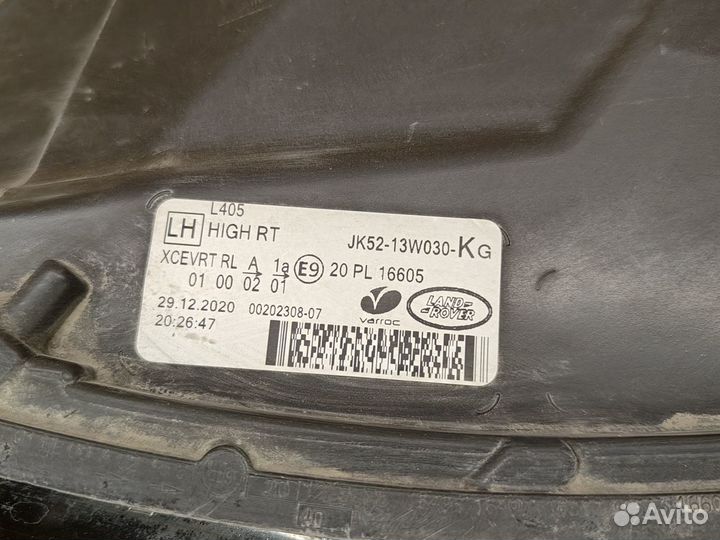 L405
LH HIGH RT JK52-13W030-KG
XCEVRT RL A 1a E9 20 PL 16605
01 00 02 01
29.12.2020 00202308-07
20:26:47
varroc
LAND-
ROVER
Avito